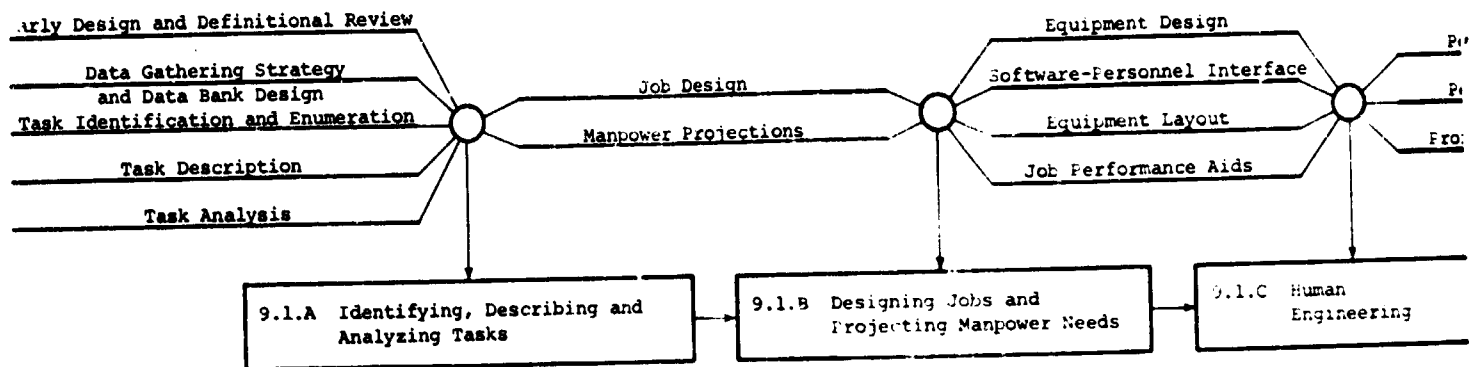 Design and Definitional Review
Data Gathering Strategy
and Data Bank Design
Task Identification and Enumeration
Task Description
Task Analysis
Job Design
Manpower Projections
Equipment Design
Software-Personnel Interface
Equipment Layout
Job Performance Aids
9.1.A Identifying, Describing and
Analyzing Tasks
9.1.B Designing Jobs and
Projecting Manpower Needs
9.1.C Human
Engineering